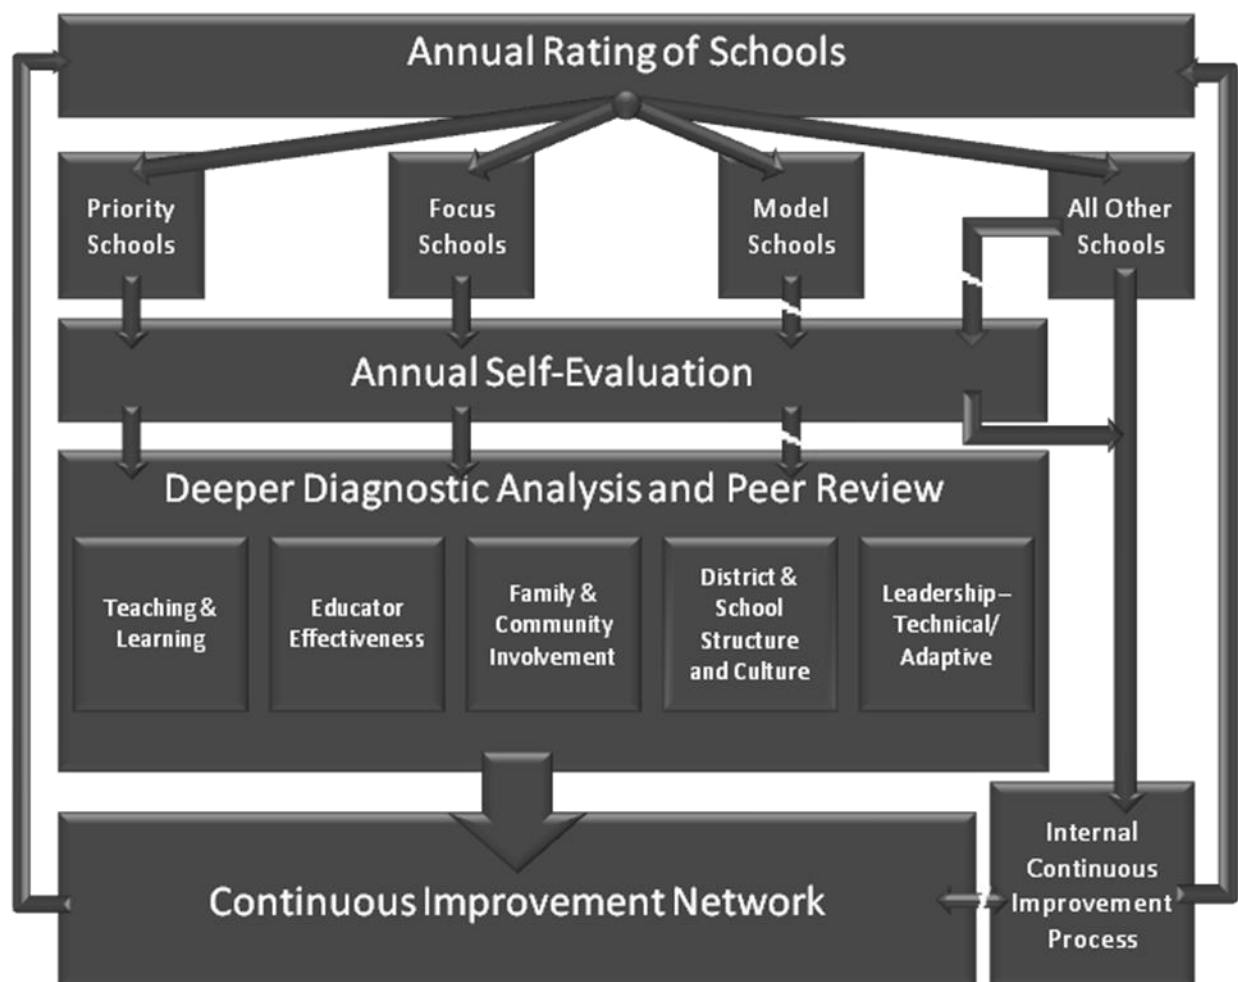 Annual Rating of Schools
Priority
Schools
Focus
Schools
Model
Schools
All Other
Schools
Annual Self-Evaluation
Deeper Diagnostic Analysis and Peer Review
Teaching &
Learning
Educator
Effectiveness
Family &
Community
Involvement
District &
School
Structure
and Culture
Leadership –
Technical/
Adaptive
Continuous Improvement Network
Internal
Continuous
Improvement
Process